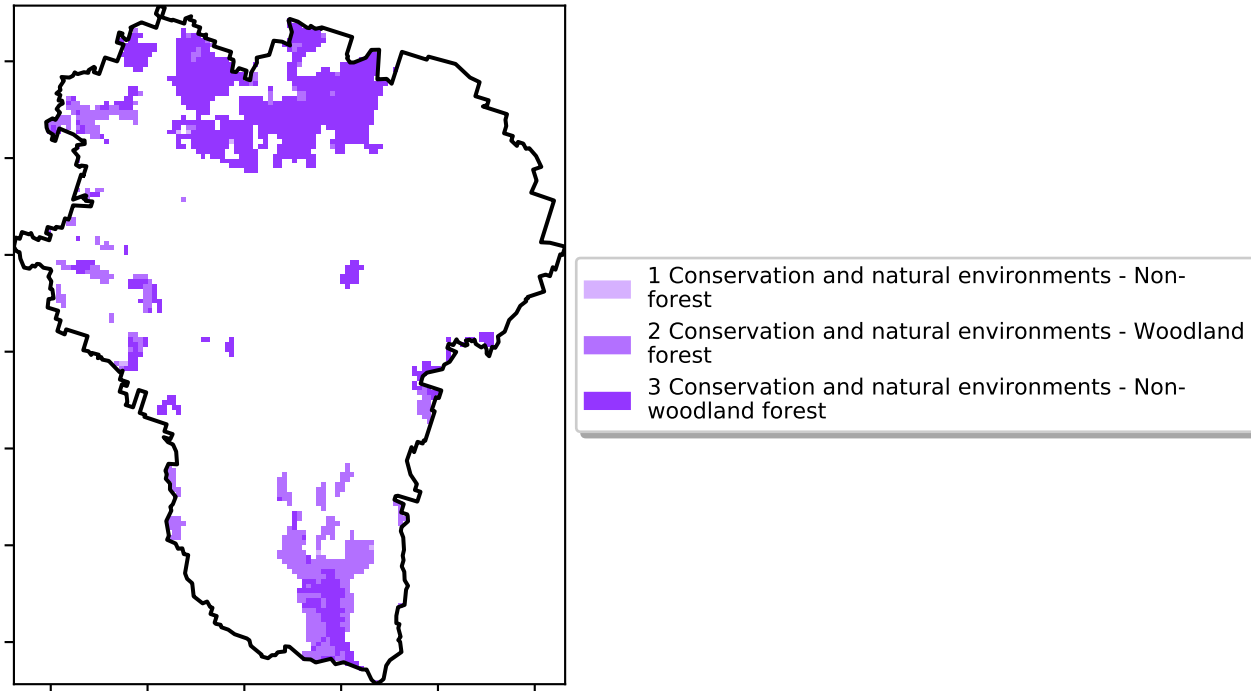 1 Conservation and natural environments - Non-
forest
2 Conservation and natural environments - Woodland
forest
3 Conservation and natural environments - Non-
woodland forest